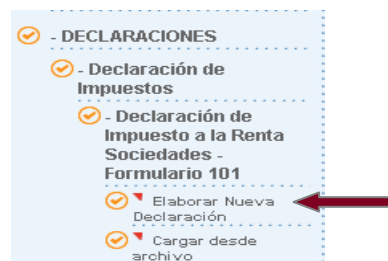 - DECLARACIONES
- Declaración de
Impuestos
- Declaración de
Impuesto a la Renta
Sociedades -
Formulario 101
Elaborar Nueva
Declaración
Cargar desde
archivo